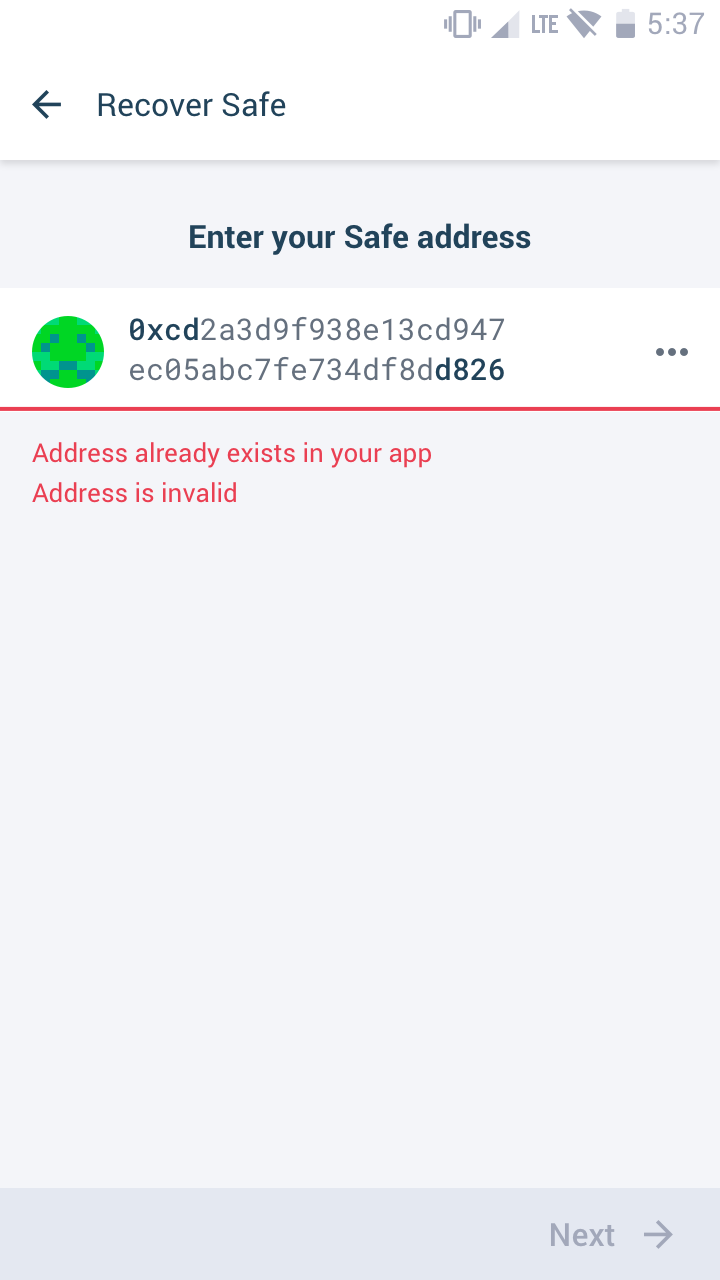 LTE 5:37
Recover Safe
Enter your Safe address
0xcd2a3d9f938e13cd947
ec05abc7fe734df8dd826
Address already exists in your app
Address is invalid
Next